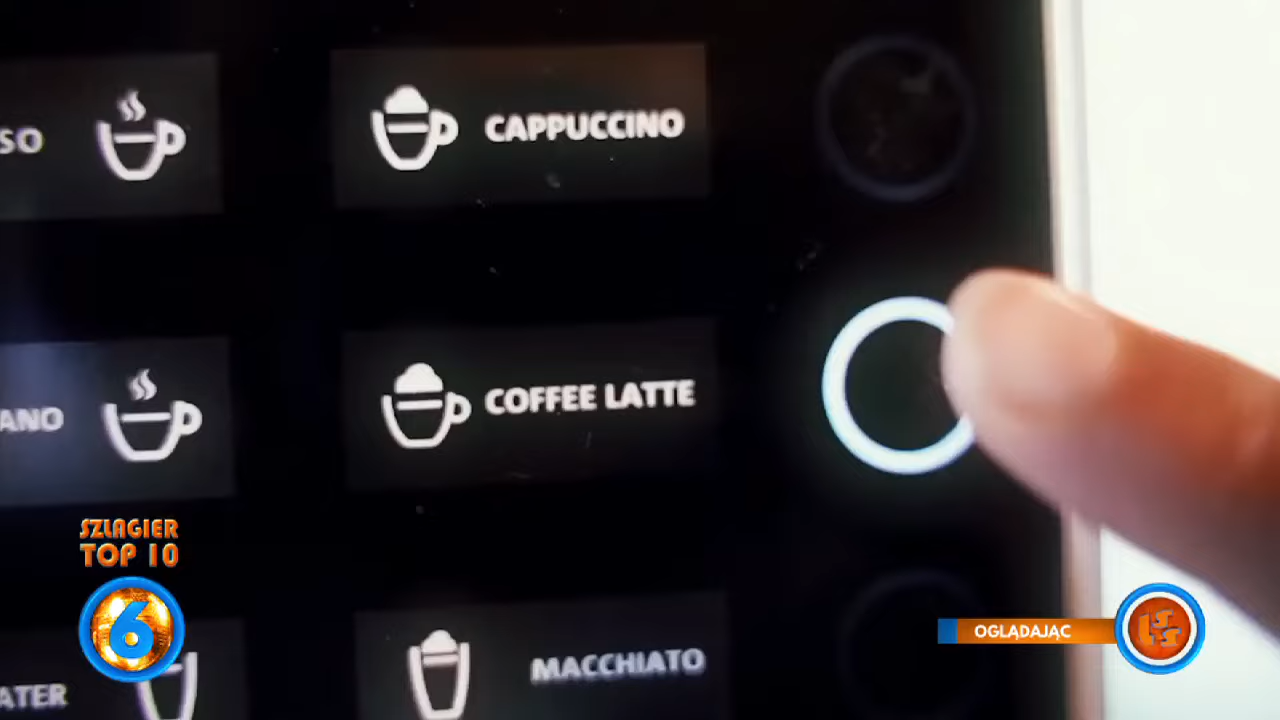 SO
CAPPUCCINO
ANO
COFFEE LATTE
SZLAGIER
TOP 10
6
OGLĄDAJĄC
MACCHIATO
ATER